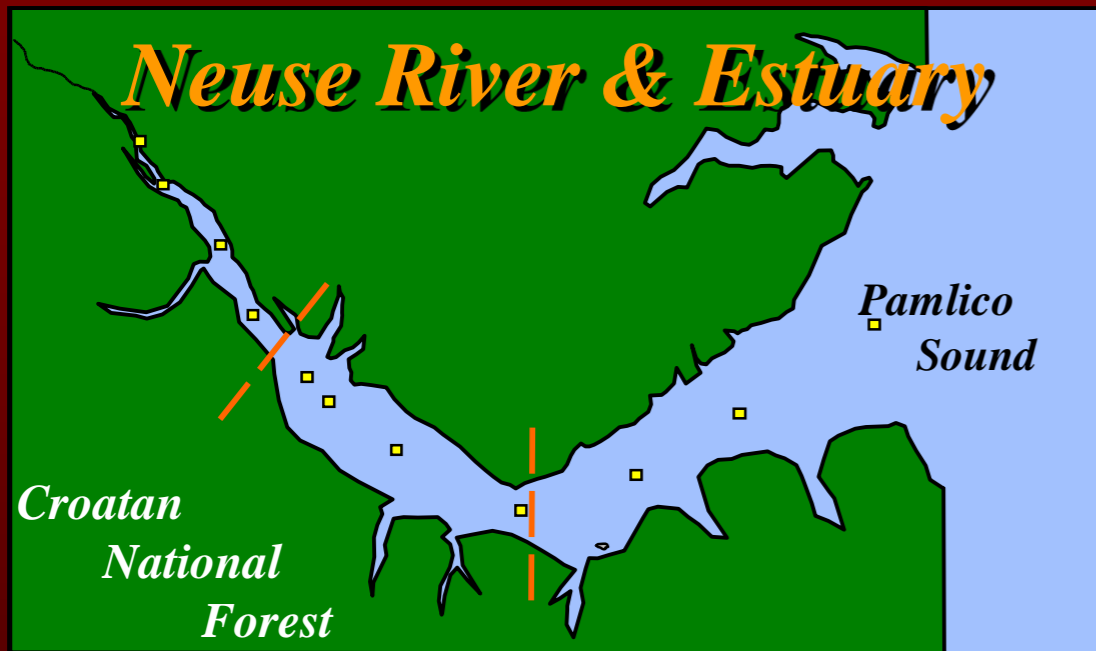 Neuse River & Estuary
Pamlico
Sound
Croatan
National
Forest